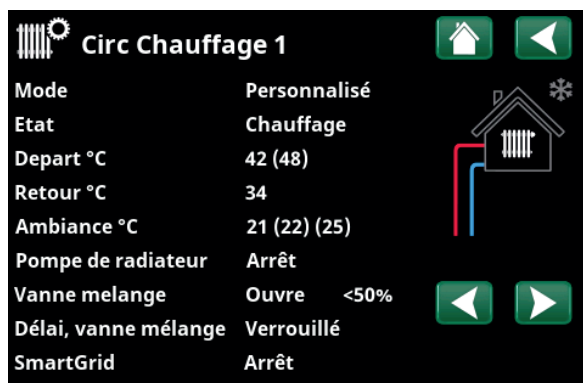 Circ Chauffage 1
Mode Personnalisé
Etat Chauffage
Depart °C 42 (48)
Retour °C 34
Ambiance °C 21 (22) (25)
Pompe de radiateur Arrêt
Vanne melange Ouvre <50%
Délai, vanne mélange Verrouillé
SmartGrid Arrêt